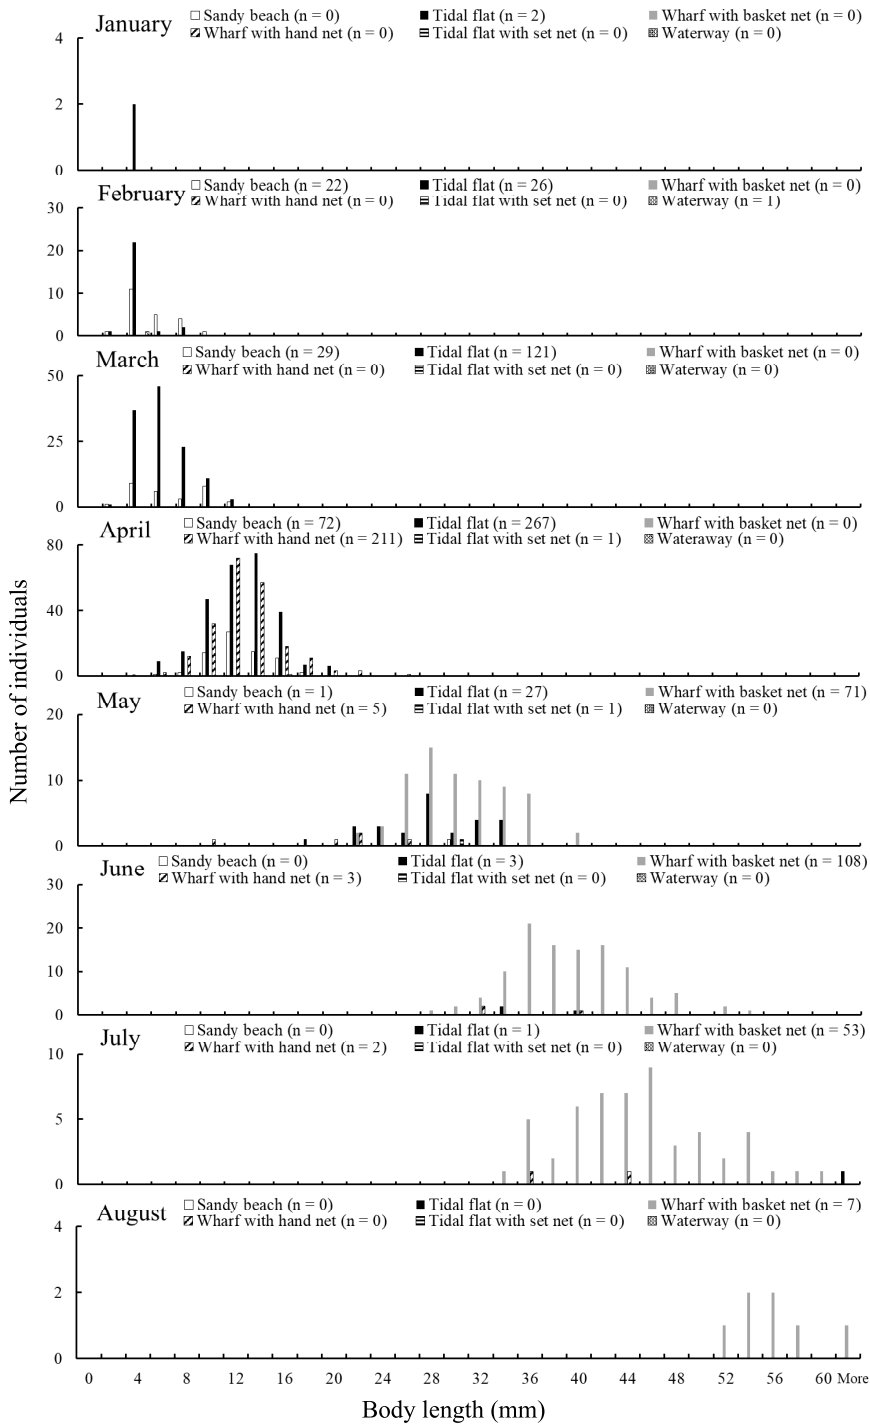 January
Sandy beach (n = 0) Tidal flat (n = 2) Wharf with basket net (n = 0)
Wharf with hand net (n = 0) Tidal flat with set net (n = 0) Waterway (n = 0)
4
2
0
February
Sandy beach (n = 22) Tidal flat (n = 26) Wharf with basket net (n = 0)
Wharf with hand net (n = 0) Tidal flat with set net (n = 0) Waterway (n = 1)
30
20
10
0
March
Sandy beach (n = 29) Tidal flat (n = 121) Wharf with basket net (n = 0)
Wharf with hand net (n = 0) Tidal flat with set net (n = 0) Waterway (n = 0)
50
25
0
April
Sandy beach (n = 72) Tidal flat (n = 267) Wharf with basket net (n = 0)
Wharf with hand net (n = 211) Tidal flat with set net (n = 1) Wateraway (n = 0)
80
40
0
Number of individuals
May
Sandy beach (n = 1) Tidal flat (n = 27) Wharf with basket net (n = 71)
Wharf with hand net (n = 5) Tidal flat with set net (n = 1) Waterway (n = 0)
20
10
0
June
Sandy beach (n = 0) Tidal flat (n = 3) Wharf with basket net (n = 108)
Wharf with hand net (n = 3) Tidal flat with set net (n = 0) Waterway (n = 0)
30
20
10
0
July
Sandy beach (n = 0) Tidal flat (n = 1) Wharf with basket net (n = 53)
Wharf with hand net (n = 2) Tidal flat with set net (n = 0) Waterway (n = 0)
10
5
0
August
Sandy beach (n = 0) Tidal flat (n = 0) Wharf with basket net (n = 7)
Wharf with hand net (n = 0) Tidal flat with set net (n = 0) Waterway (n = 0)
4
2
0
0 4 8 12 16 20 24 28 32 36 40 44 48 52 56 60 More
Body length (mm)